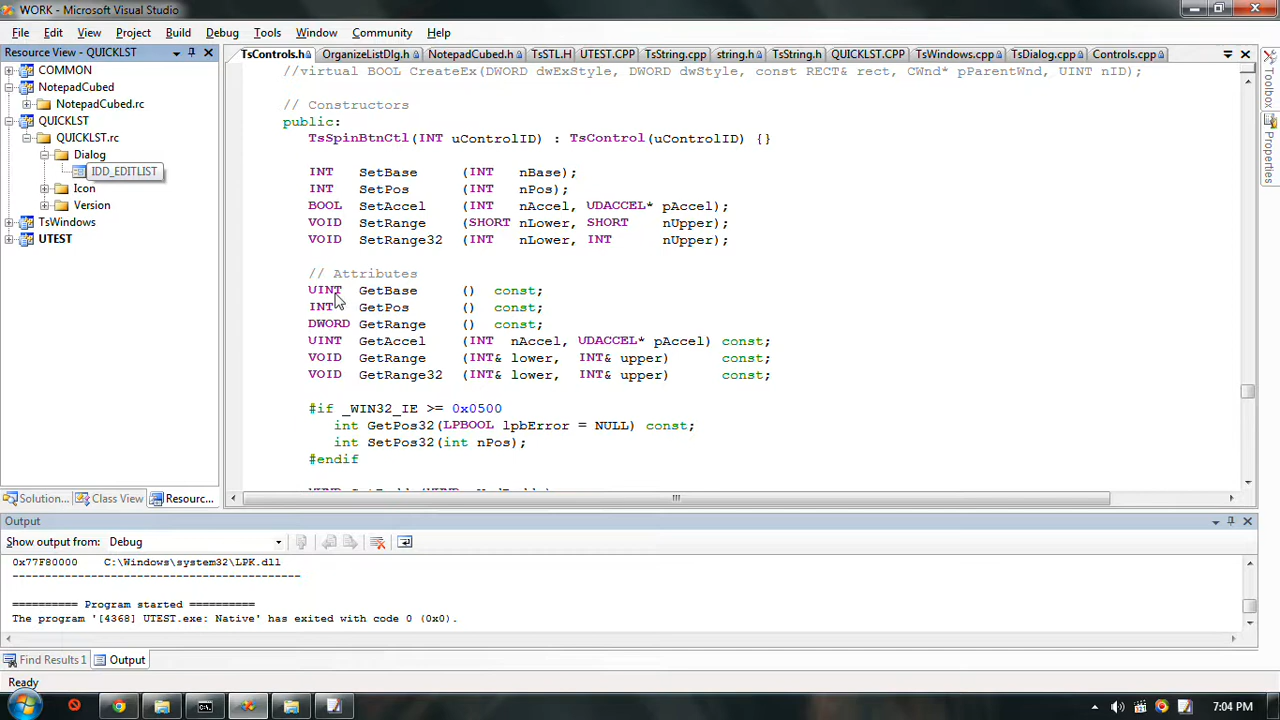 WORK - Microsoft Visual Studio
File Edit View Project Build Debug Tools Window Community Help
Resource View - QUICKLST
TsControls.h OrganizeListDlg.h NotepadCubed.h TsSTL.H UTEST.CPP TsString.cpp string.h TsString.h QUICKLST.CPP TsWindows.cpp TsDialog.cpp Controls.cpp
COMMON
NotepadCubed
NotepadCubed.rc
QUICKLST
QUICKLST.rc
Dialog
IDD_EDITLIST
Icon
Version
TsWindows
UTEST
//virtual BOOL CreateEx(DWORD dwExStyle, DWORD dwStyle, const RECT& rect, CWnd* pParentWnd, UINT nID);
// Constructors
public:
TsSpinBtnCtl(INT uControlID) : TsControl(uControlID) {}
INT SetBase (INT nBase);
INT SetPos (INT nPos);
BOOL SetAccel (INT nAccel, UDACCEL* pAccel);
VOID SetRange (SHORT nLower, SHORT nUpper);
VOID SetRange32 (INT nLower, INT nUpper);
// Attributes
UINT GetBase () const;
INT GetPos () const;
DWORD GetRange () const;
UINT GetAccel (INT nAccel, UDACCEL* pAccel) const;
VOID GetRange (INT& lower, INT& upper) const;
VOID GetRange32 (INT& lower, INT& upper) const;
#if _WIN32_IE >= 0x0500
int GetPos32(LPBOOL lpbError = NULL) const;
int SetPos32(int nPos);
#endif
Toolbox
Properties
Solution... Class View Resourc...
Output
Show output from: Debug
0x77F80000 C:\Windows\system32\LPK.dll
-----------------------------------------
========== Program started ==========
The program '[4368] UTEST.exe: Native' has exited with code 0 (0x0).
Find Results 1 Output
Ready
7:04 PM